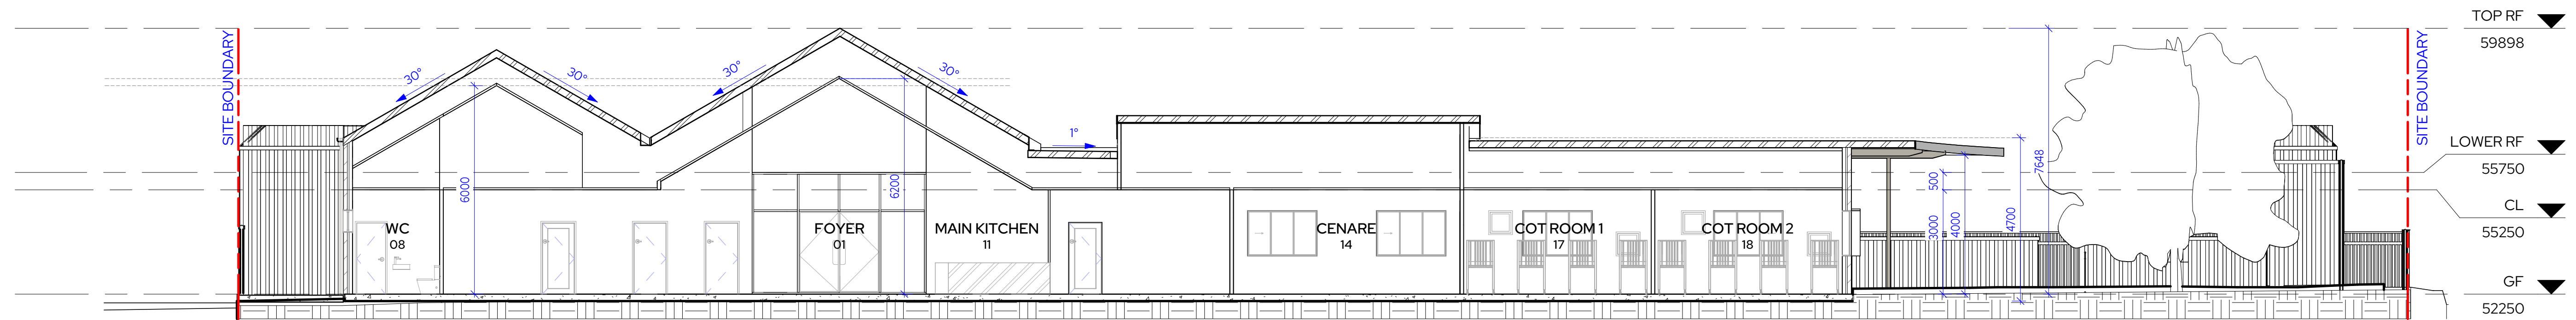 SITE BOUNDARY
30°
30°
30°
30°
1°
6000
6200
WC
08
FOYER
01
MAIN KITCHEN
11
CENARE
14
COT ROOM 1
17
COT ROOM 2
18
500
3000
4000
4700
7648
SITE BOUNDARY
TOP RF
59898
LOWER RF
55750
CL
55250
GF
52250